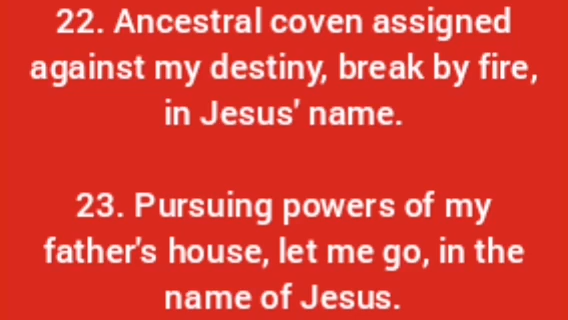 22. Ancestral coven assigned
against my destiny, break by fire,
in Jesus' name.
23. Pursuing powers of my
father's house, let me go, in the
name of Jesus.